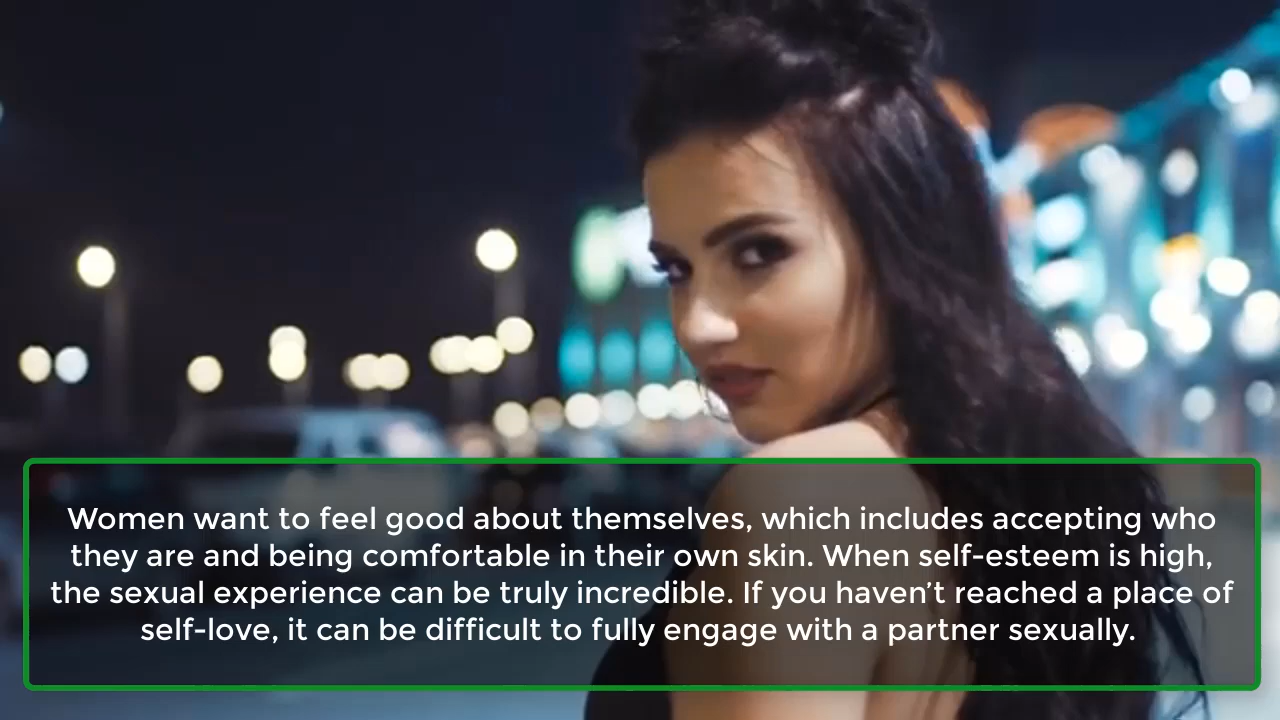 Women want to feel good about themselves, which includes accepting who
they are and being comfortable in their own skin. When self-esteem is high,
the sexual experience can be truly incredible. If you haven’t reached a place of
self-love, it can be difficult to fully engage with a partner sexually.